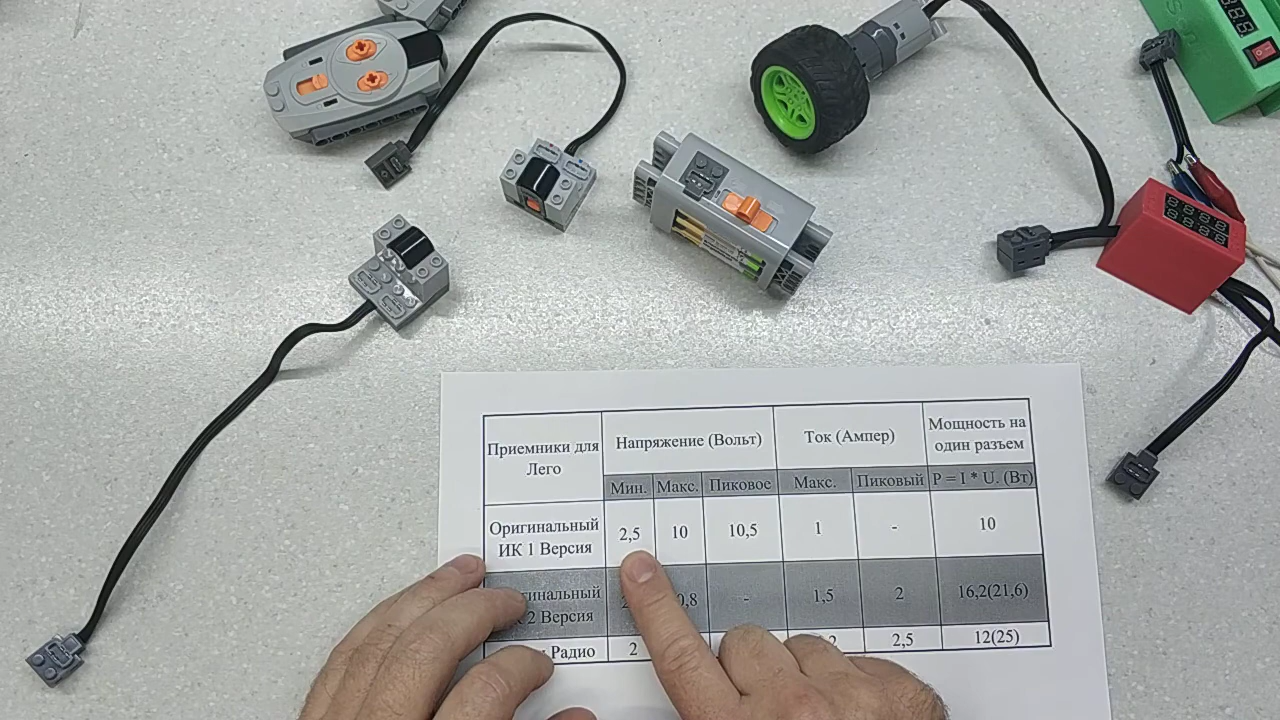 Приемники для
Лего
Напряжение (Вольт)
Ток (Ампер)
Мощность на
один разъем
Мин.
Макс.
Пиковое
Макс.
Пиковый
P = I * U. (Вт)
Оригинальный
ИК 1 Версия
2,5
10
10,5
1
-
10
2 Версия
-
1,5
2
16,2(21,6)
Радио
2
2,5
12(25)